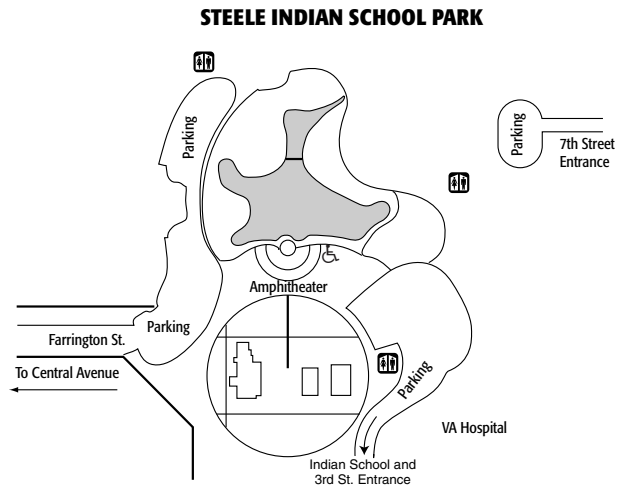 STEELE INDIAN SCHOOL PARK
Parking
Parking
7th Street
Entrance
Amphitheater
Parking
Farrington St.
To Central Avenue
Parking
VA Hospital
Indian School and
3rd St. Entrance